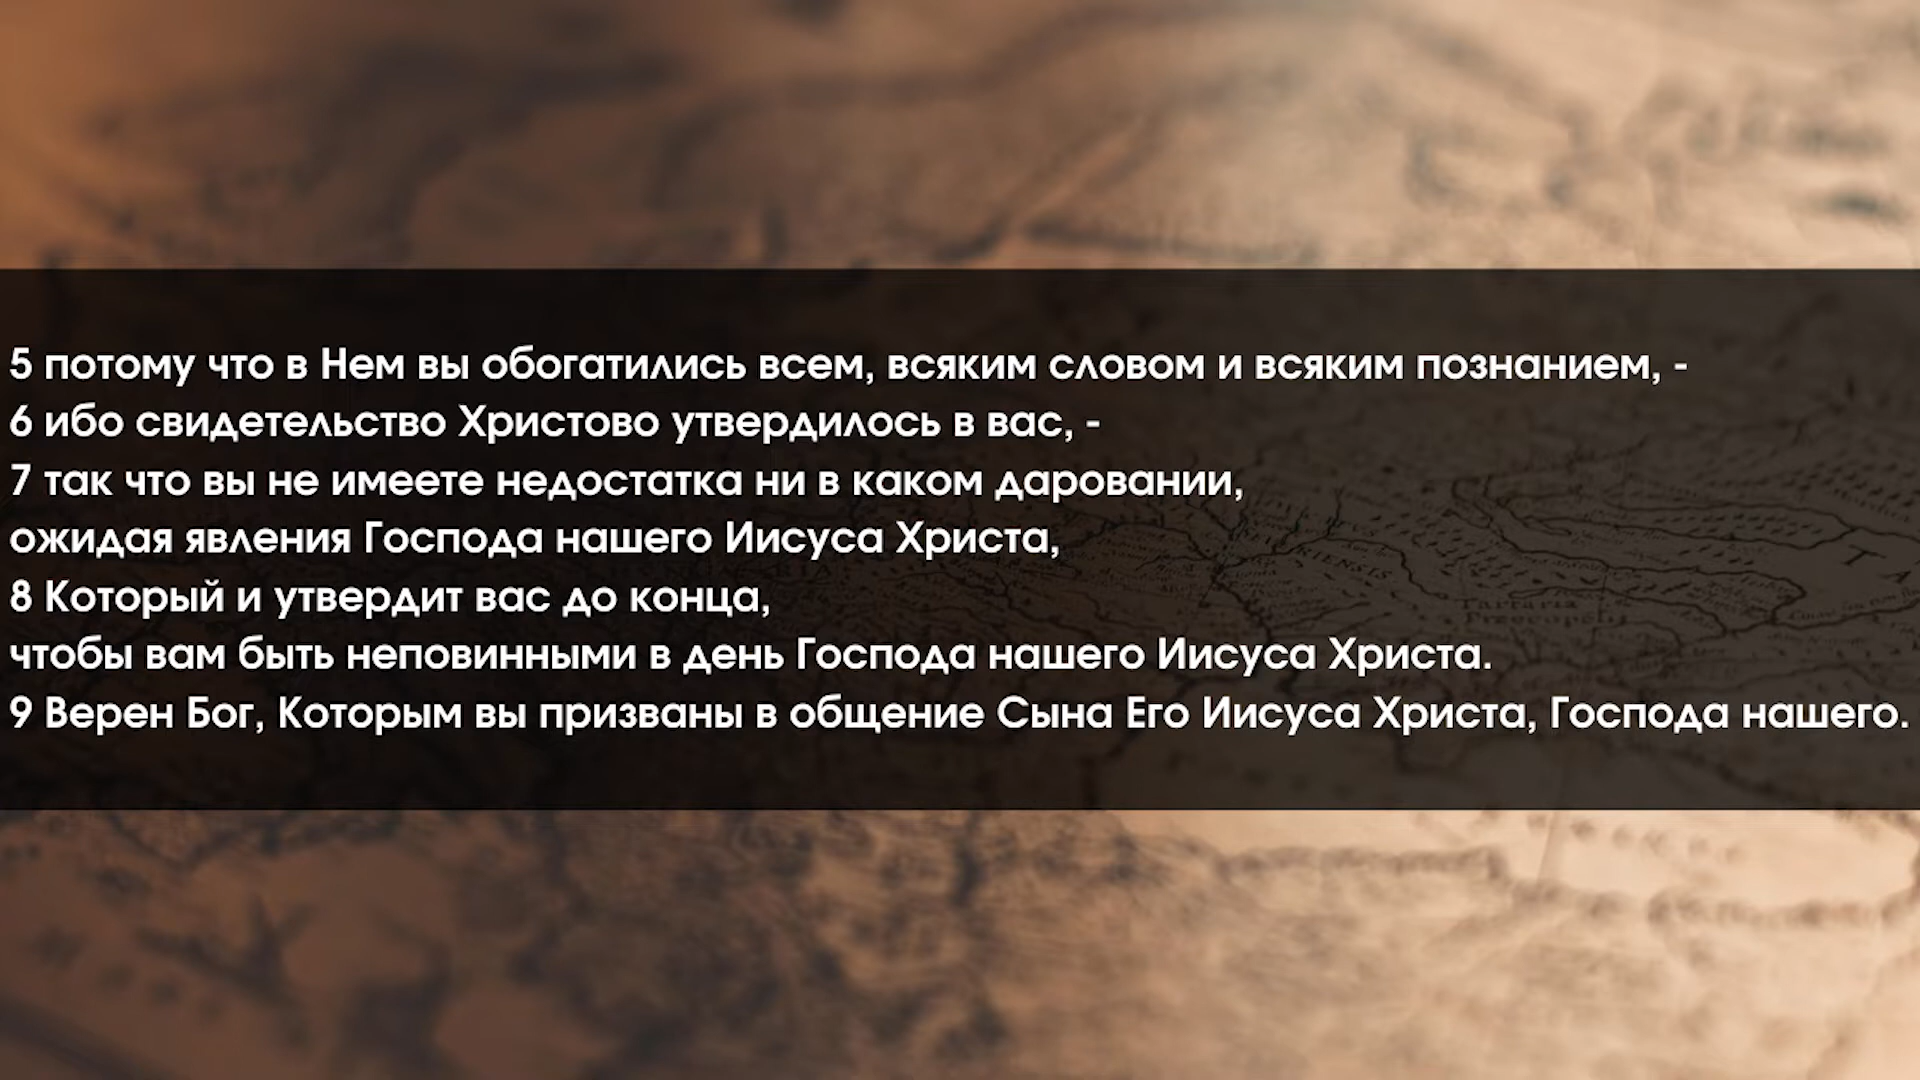 5 потому что в Нем вы обогатились всем, всяким словом и всяким познанием, -
6 ибо свидетельство Христово утвердилось в вас, -
7 так что вы не имеете недостатка ни в каком даровании,
ожидая явления Господа нашего Иисуса Христа,
8 Который и утвердит вас до конца,
чтобы вам быть неповинными в день Господа нашего Иисуса Христа.
9 Верен Бог, Которым вы призваны в общение Сына Его Иисуса Христа, Господа нашего.